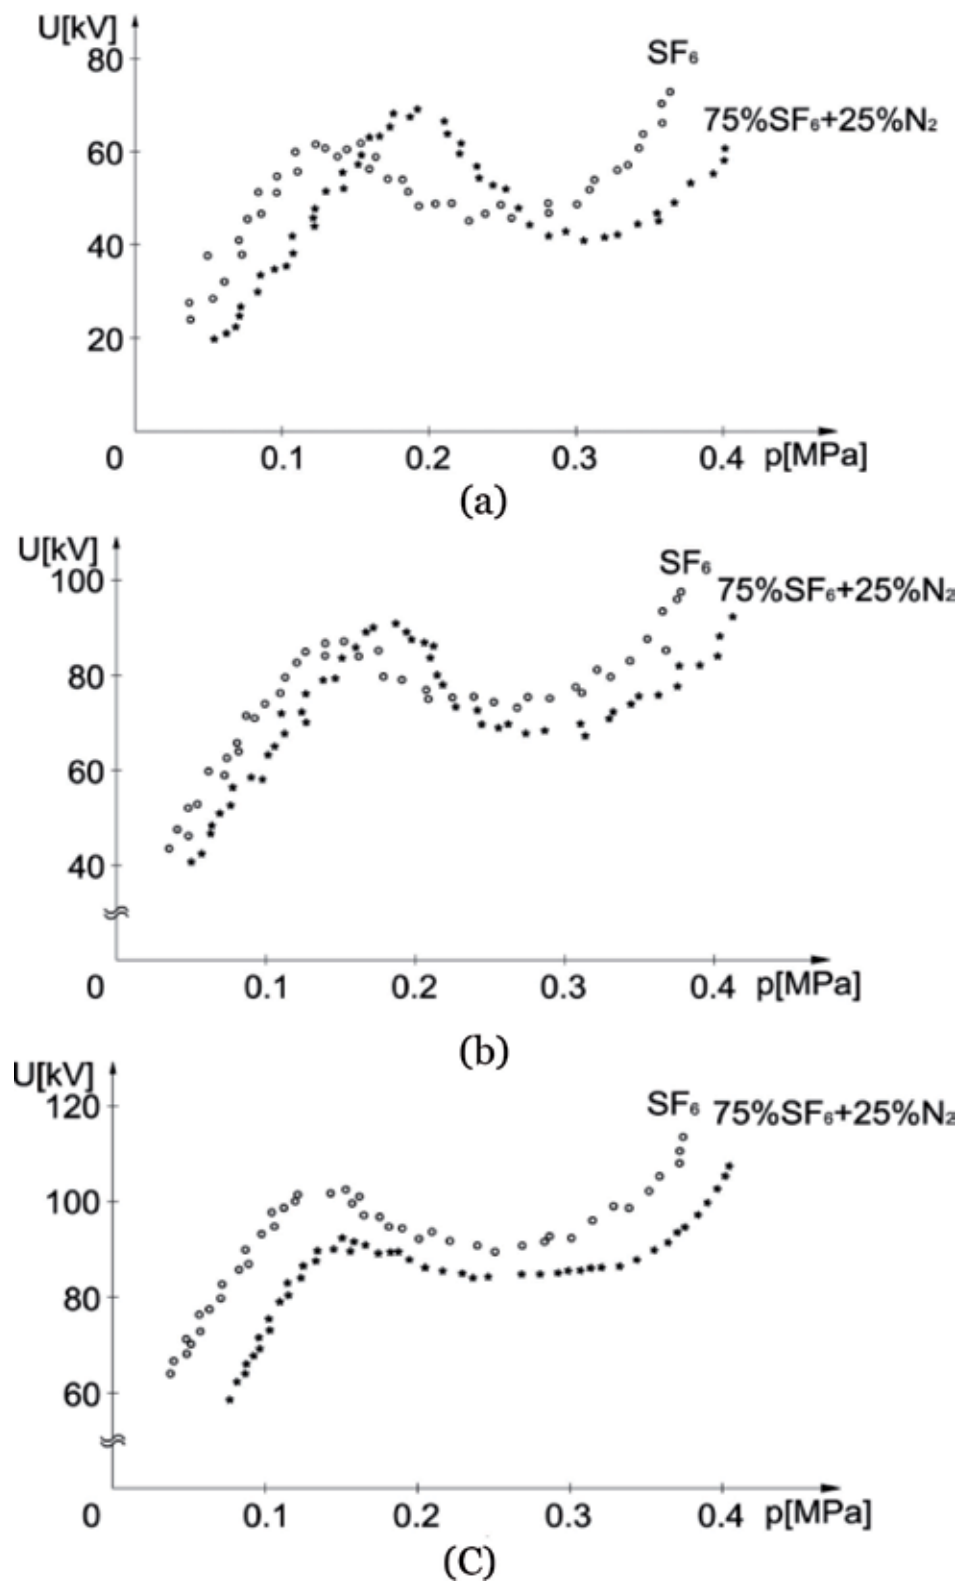 U[kV]
80
SF₆
75%SF₆+25%N₂
60
40
20
0 0.1 0.2 0.3 0.4 p[MPa]
(a)
U[kV]
100
SF₆
75%SF₆+25%N₂
80
60
40
0 0.1 0.2 0.3 0.4 p[MPa]
(b)
U[kV]
120
SF₆ 75%SF₆+25%N₂
100
80
60
0 0.1 0.2 0.3 0.4 p[MPa]
(C)